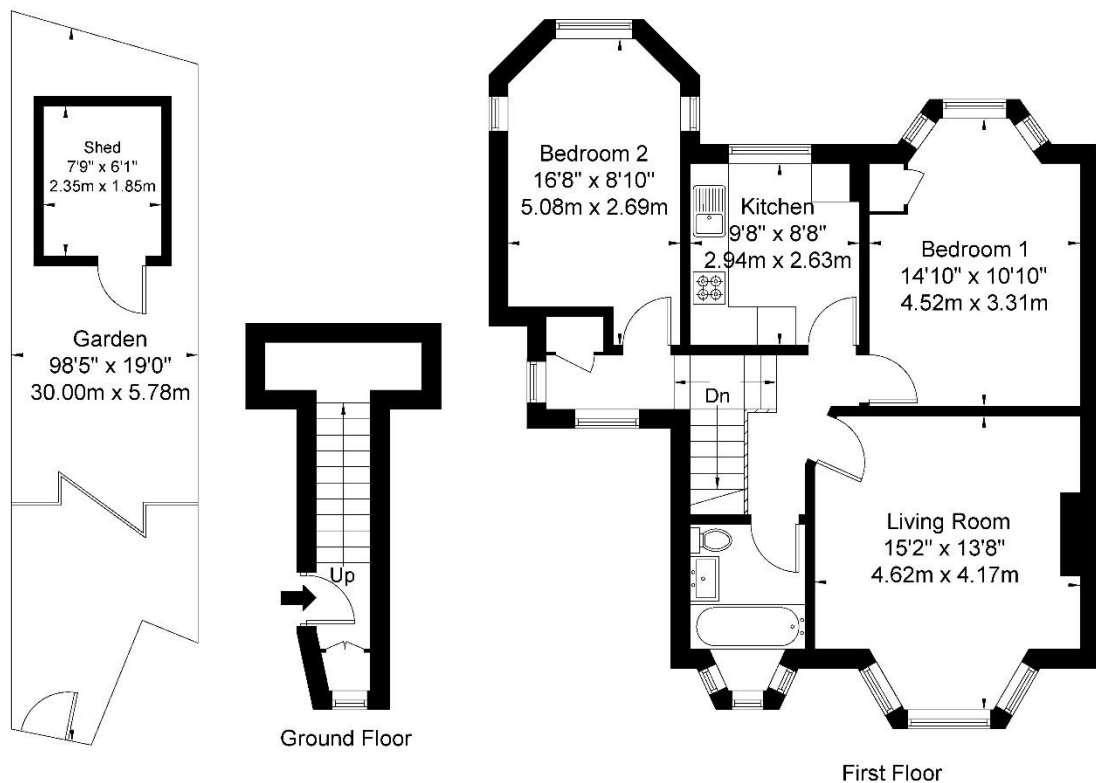 Shed
7'9" x 6'1"
2.35m x 1.85m
Garden
98'5" x 19'0"
30.00m x 5.78m
Up
Ground Floor
Bedroom 2
16'8" x 8'10"
5.08m x 2.69m
Kitchen
9'8" x 8'8"
2.94m x 2.63m
Bedroom 1
14'10" x 10'10"
4.52m x 3.31m
Dn
Living Room
15'2" x 13'8"
4.62m x 4.17m
First Floor